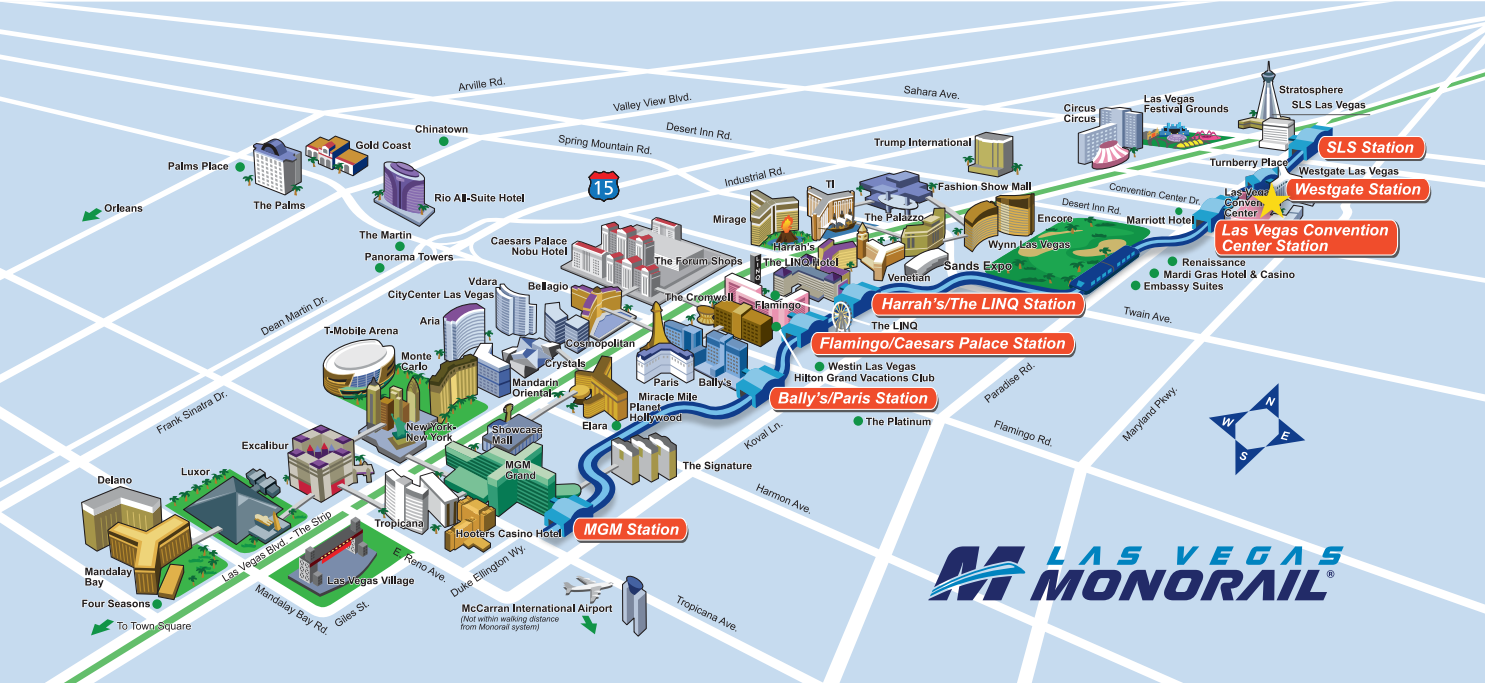 Arville Rd.
Valley View Blvd.
Sahara Ave.
Stratosphere
SLS Las Vegas
Circus
Circus
Las Vegas
Festival Grounds
Chinatown
Desert Inn Rd.
Gold Coast
Spring Mountain Rd.
Trump International
SLS Station
Palms Place
Turnberry Place
Westgate Las Vegas
Industrial Rd.
15
TI
Fashion Show Mall
Convention Center Dr.
Westgate Station
Las Vegas
Center
The Palms
Rio All-Suite Hotel
Orleans
Mirage
The Palazzo
Encore
Desert Inn Rd.
Marriott Hotel
The Martin
Caesars Palace
Nobu Hotel
Harrah's
Wynn Las Vegas
Las Vegas Convention
Center Station
Panorama Towers
The Forum Shops
The LINQ Hotel
Venetian
Sands Expo
Renaissance
Mardi Gras Hotel & Casino
Embassy Suites
Vdara
CityCenter Las Vegas
Bellagio
The Cromwell
Flamingo
Harrah's/The LINQ Station
Twain Ave.
Dean Martin Dr.
Aria
T-Mobile Arena
The LINQ
Cosmopolitan
Flamingo/Caesars Palace Station
Monte
Carlo
Crystals
Westin Las Vegas
Hilton Grand Vacations Club
Mandarin
Oriental
Paris
Bally's
Paradise Rd.
Miracle Mile
Planet
Hollywood
Bally's/Paris Station
Frank Sinatra Dr.
Elara
The Platinum
Maryland Pkwy.
New York-
New York
Showcase
Mall
Koval Ln.
Flamingo Rd.
N
W
E
S
Excalibur
MGM
Grand
The Signature
Luxor
Delano
Harmon Ave.
Tropicana
Hooters Casino Hotel
MGM Station
Las Vegas Blvd. - The Strip
E. Reno Ave.
Duke Ellington Wy.
LAS VEGAS
MONORAIL®
Mandalay
Bay
Las Vegas Village
Four Seasons
Mandalay Bay Rd.
Giles St.
To Town Square
McCarran International Airport
(Not within walking distance
from Monorail system)
Tropicana Ave.